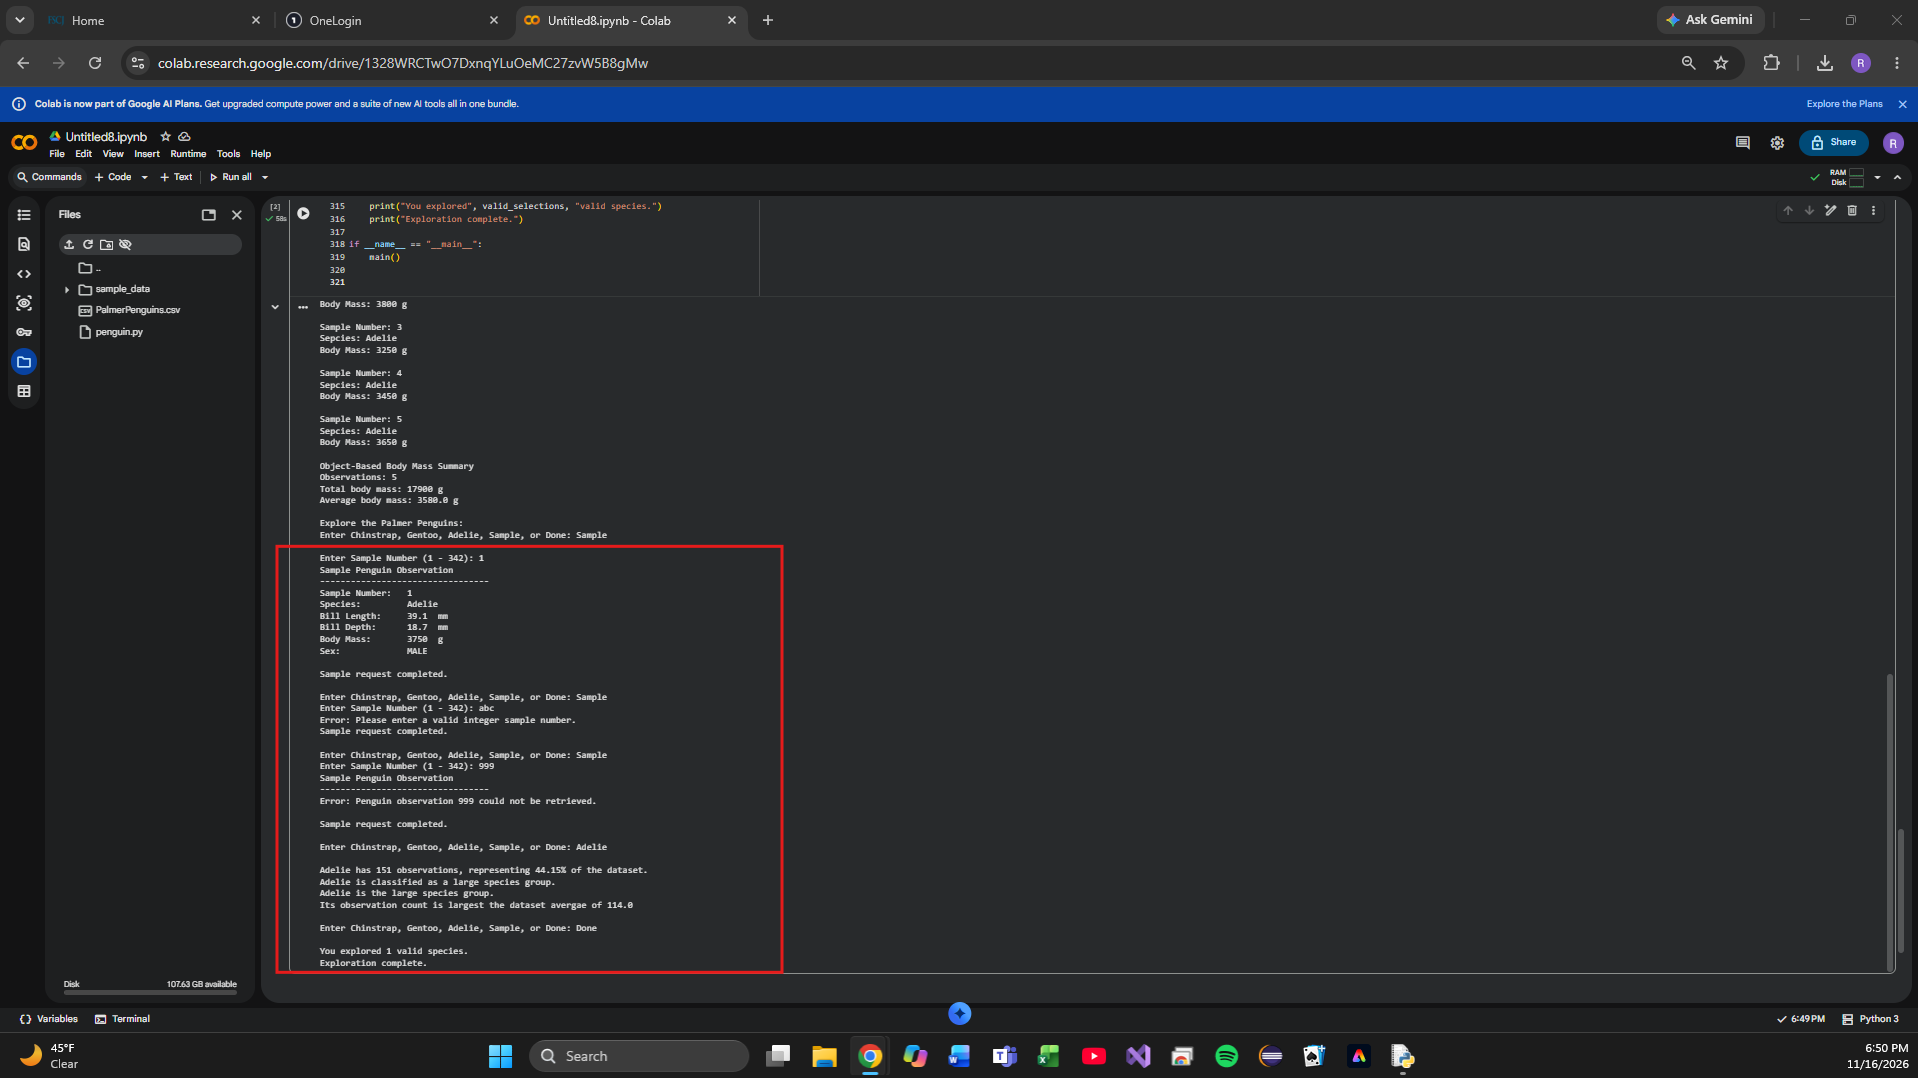 Home
OneLogin
Untitled8.ipynb - Colab
Ask Gemini
colab.research.google.com/drive/1328WRCTwO7DxnqYLuOeMC27zvW5B8gMw
R
Colab is now part of Google AI Plans. Get upgraded compute power and a suite of new AI tools all in one bundle.
Explore the Plans
Untitled8.ipynb
File Edit View Insert Runtime Tools Help
Share
R
Commands + Code + Text Run all
RAM
Disk
Files
..
sample_data
PalmerPenguins.csv
penguin.py
Disk 107.63 GB available
[2]
58s
315 print("You explored", valid_selections, "valid species.")
316 print("Exploration complete.")
317
318 if __name__ == "__main__":
319 main()
320
321
Body Mass: 3800 g
Sample Number: 3
Sepcies: Adelie
Body Mass: 3250 g
Sample Number: 4
Sepcies: Adelie
Body Mass: 3450 g
Sample Number: 5
Sepcies: Adelie
Body Mass: 3650 g
Object-Based Body Mass Summary
Observations: 5
Total body mass: 17900 g
Average body mass: 3580.0 g
Explore the Palmer Penguins:
Enter Chinstrap, Gentoo, Adelie, Sample, or Done: Sample
Enter Sample Number (1 - 342): 1
Sample Penguin Observation
---------------------------------
Sample Number: 1
Species: Adelie
Bill Length: 39.1 mm
Bill Depth: 18.7 mm
Body Mass: 3750 g
Sex: MALE
Sample request completed.
Enter Chinstrap, Gentoo, Adelie, Sample, or Done: Sample
Enter Sample Number (1 - 342): abc
Error: Please enter a valid integer sample number.
Sample request completed.
Enter Chinstrap, Gentoo, Adelie, Sample, or Done: Sample
Enter Sample Number (1 - 342): 999
Sample Penguin Observation
---------------------------------
Error: Penguin observation 999 could not be retrieved.
Sample request completed.
Enter Chinstrap, Gentoo, Adelie, Sample, or Done: Adelie
Adelie has 151 observations, representing 44.15% of the dataset.
Adelie is classified as a large species group.
Adelie is the large species group.
Its observation count is largest the dataset avergae of 114.0
Enter Chinstrap, Gentoo, Adelie, Sample, or Done: Done
You explored 1 valid species.
Exploration complete.
Variables Terminal
6:49 PM Python 3
45°F
Clear
Search
6:50 PM
11/16/2026